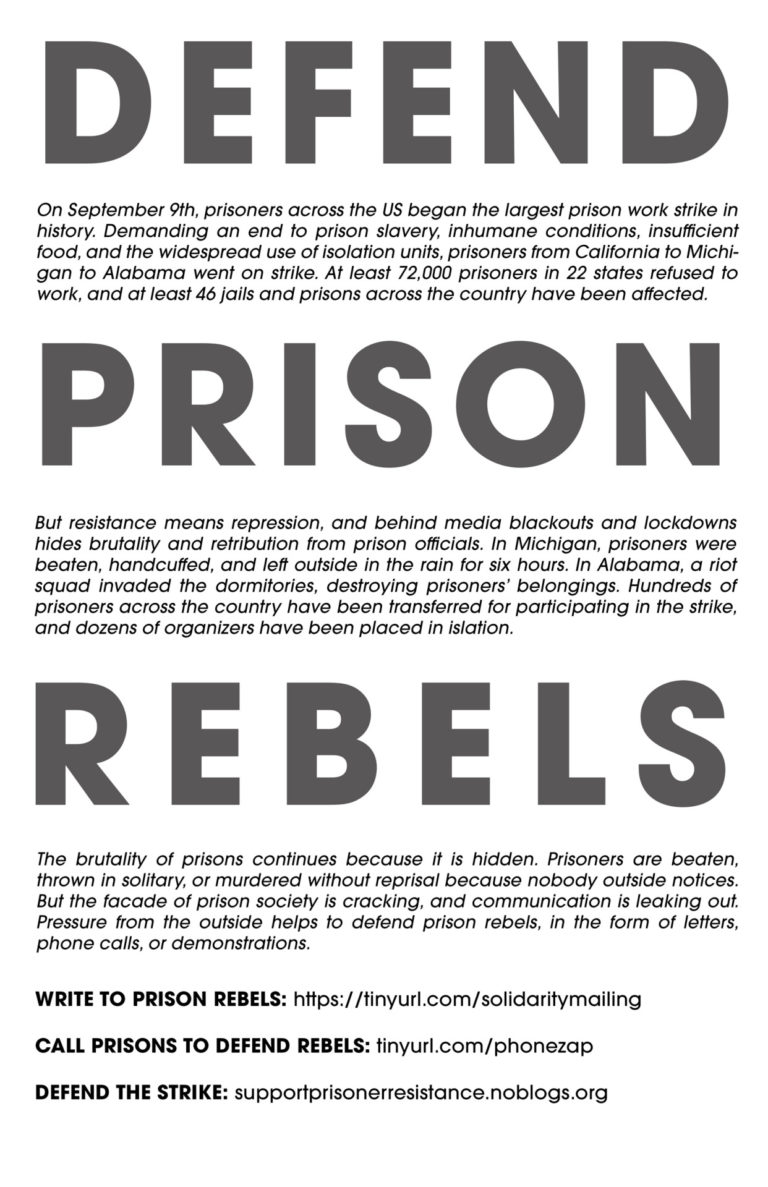 DEFEND
On September 9th, prisoners across the US began the largest prison work strike in
history. Demanding an end to prison slavery, inhumane conditions, insufficient
food, and the widespread use of isolation units, prisoners from California to Michi-
gan to Alabama went on strike. At least 72,000 prisoners in 22 states refused to
work, and at least 46 jails and prisons across the country have been affected.
PRISON
But resistance means repression, and behind media blackouts and lockdowns
hides brutality and retribution from prison officials. In Michigan, prisoners were
beaten, handcuffed, and left outside in the rain for six hours. In Alabama, a riot
squad invaded the dormitories, destroying prisoners' belongings. Hundreds of
prisoners across the country have been transferred for participating in the strike,
and dozens of organizers have been placed in islation.
REBELS
The brutality of prisons continues because it is hidden. Prisoners are beaten,
thrown in solitary, or murdered without reprisal because nobody outside notices.
But the facade of prison society is cracking, and communication is leaking out.
Pressure from the outside helps to defend prison rebels, in the form of letters,
phone calls, or demonstrations.
WRITE TO PRISON REBELS: https://tinyurl.com/solidaritymailing
CALL PRISONS TO DEFEND REBELS: tinyurl.com/phonezap
DEFEND THE STRIKE: supportprisonerresistance.noblogs.org